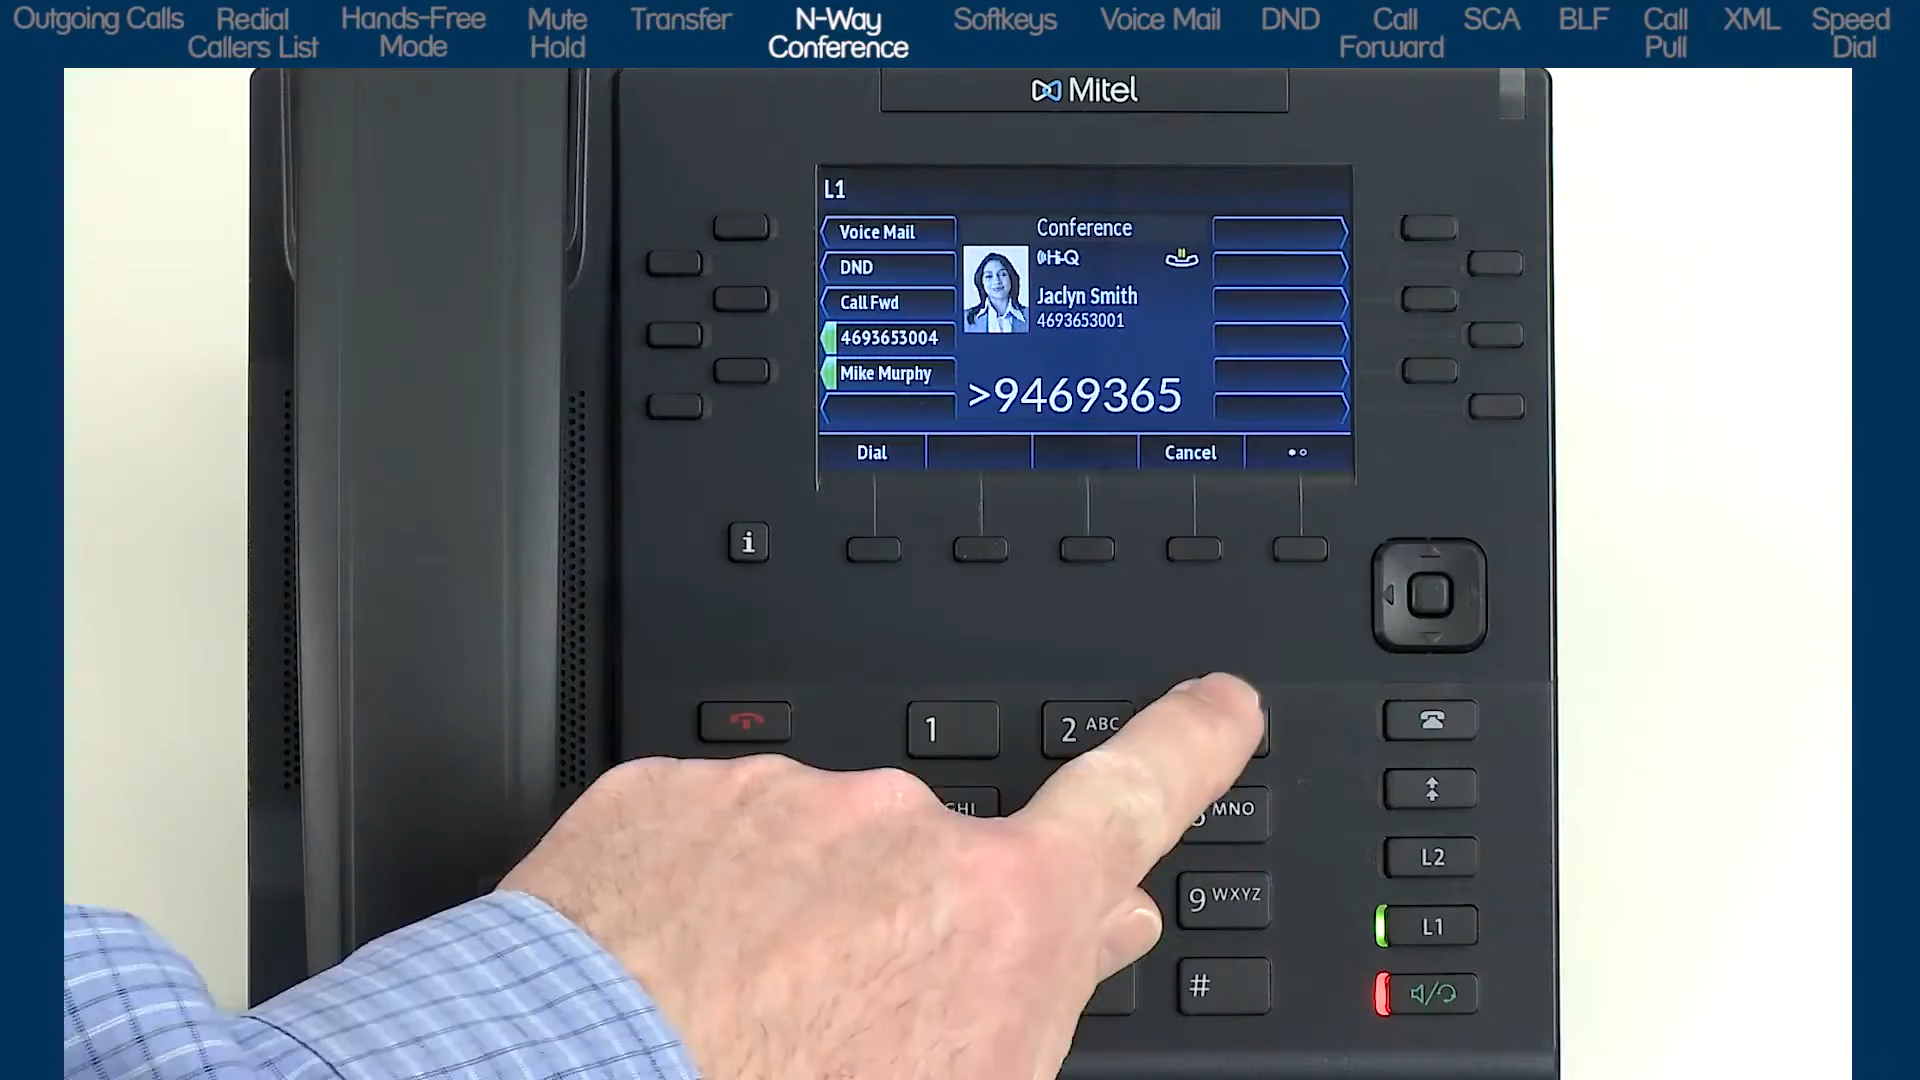 Outgoing Calls
Redial
Callers List
Hands-Free
Mode
Mute
Hold
Transfer
N-Way
Conference
Softkeys
Voice Mail
DND
Call
Forward
SCA
BLF
Call
Pull
XML
Speed
Dial
Mitel
L1
Voice Mail
DND
Call Fwd
4693653004
Mike Murphy
Conference
Hi-Q
Jaclyn Smith
4693653001
>9469365
Dial
Cancel
i
1
2 ABC
GHI
MNO
9 WXYZ
#
L2
L1